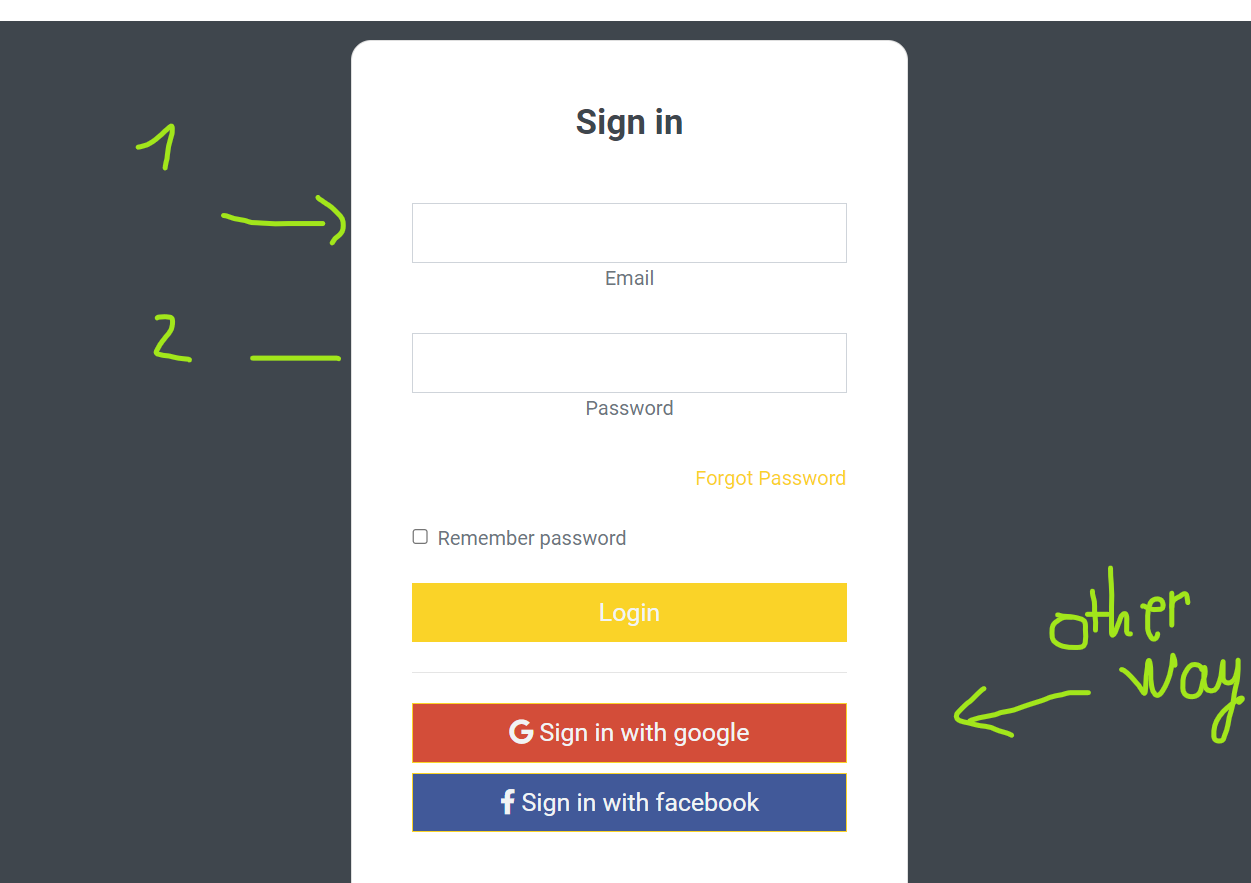 Sign in
1
Email
2
Password
Forgot Password
Remember password
Login
other
way
G Sign in with google
f Sign in with facebook